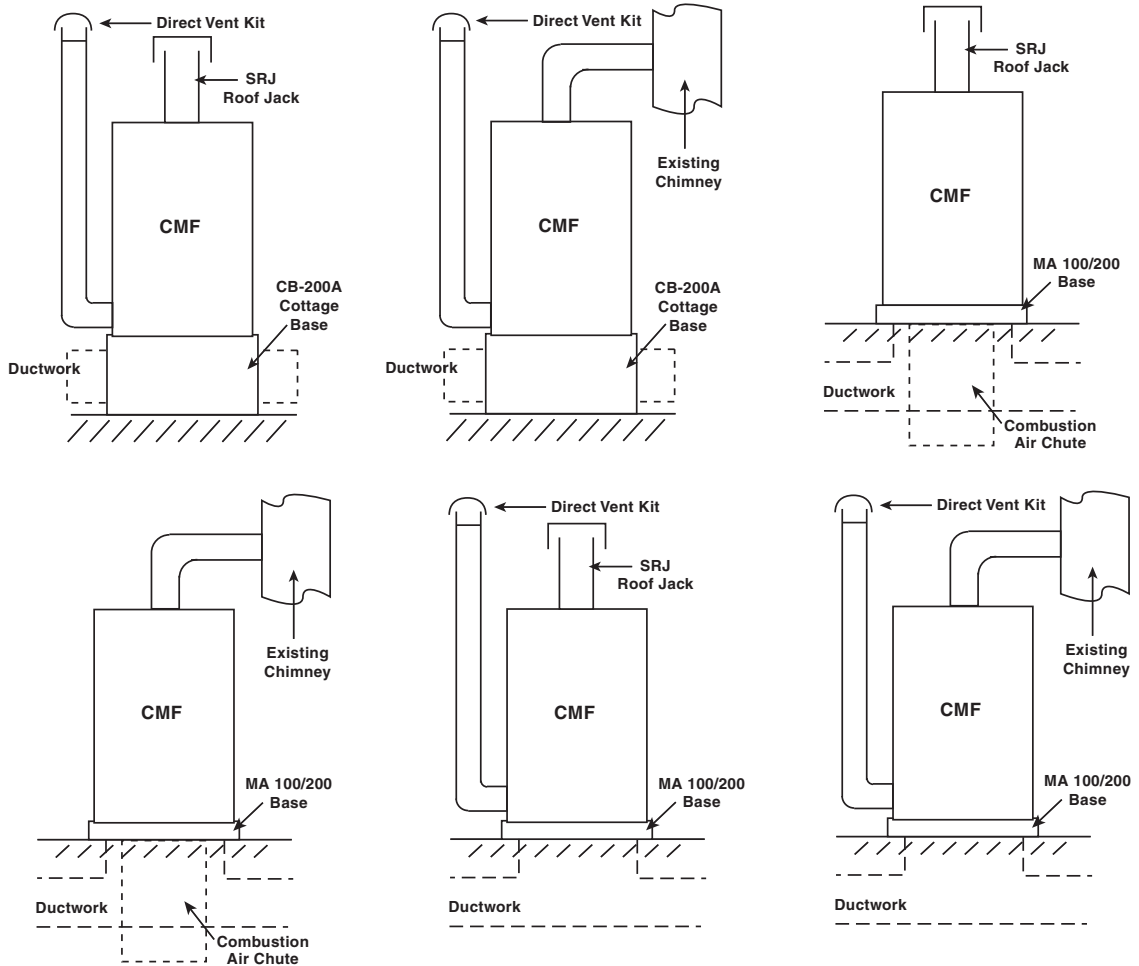 Direct Vent Kit
SRJ
Roof Jack
CMF
CB-200A
Cottage
Base
Ductwork
Direct Vent Kit
Existing
Chimney
CMF
CB-200A
Cottage
Base
Ductwork
SRJ
Roof Jack
CMF
MA 100/200
Base
Ductwork
Combustion
Air Chute
Existing
Chimney
CMF
MA 100/200
Base
Ductwork
Combustion
Air Chute
Direct Vent Kit
SRJ
Roof Jack
CMF
MA 100/200
Base
Ductwork
Direct Vent Kit
Existing
Chimney
CMF
MA 100/200
Base
Ductwork